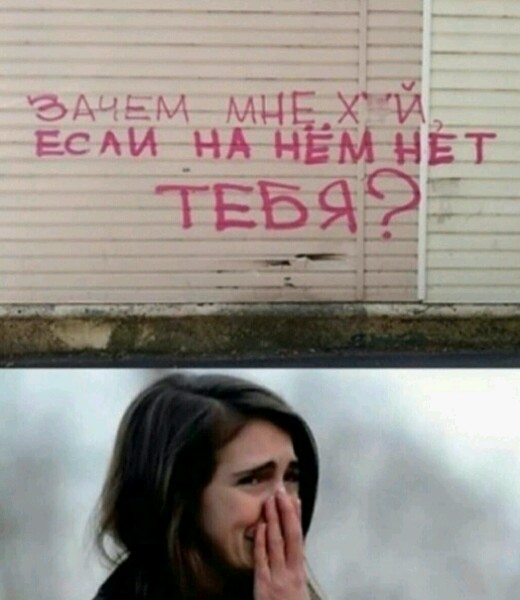 ЗАЧЕМ МНЕ Х Й,
ЕСЛИ НА НЁМ НЕТ
ТЕБЯ?